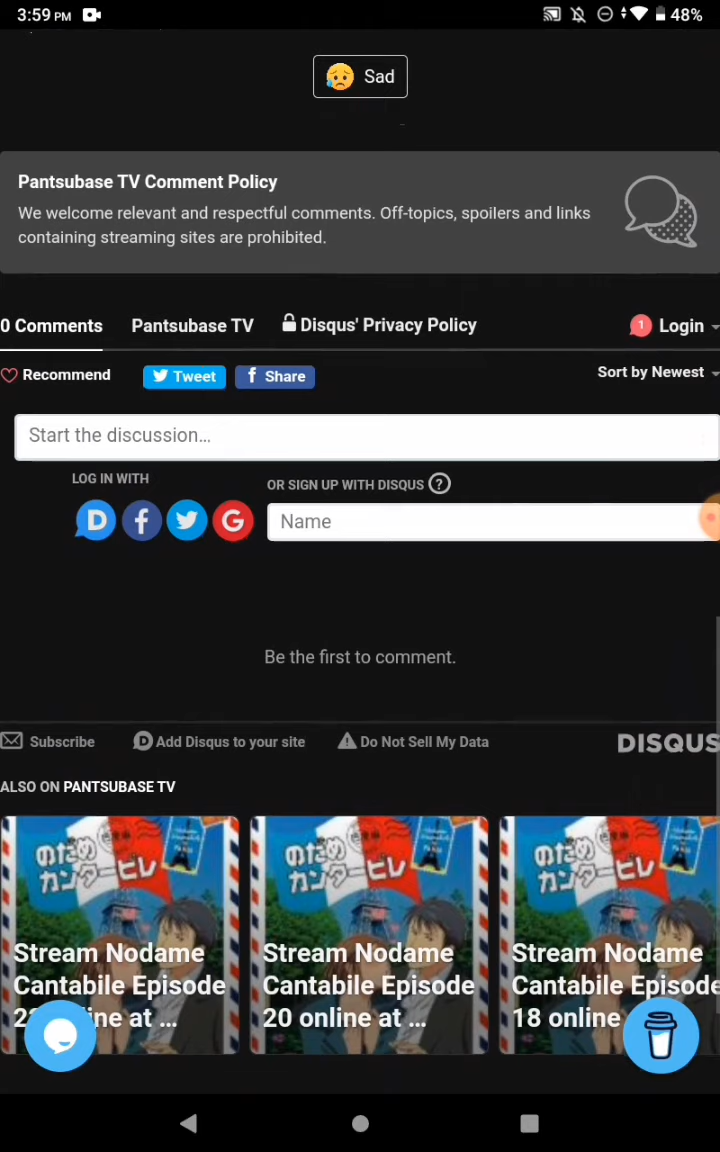 3:59 PM
48%
Sad
Pantsubase TV Comment Policy
We welcome relevant and respectful comments. Off-topics, spoilers and links
containing streaming sites are prohibited.
0 Comments Pantsubase TV Disqus' Privacy Policy 1 Login
Recommend Tweet f Share Sort by Newest
Start the discussion…
LOG IN WITH
OR SIGN UP WITH DISQUS ?
D f G
Name
Be the first to comment.
Subscribe D Add Disqus to your site Do Not Sell My Data DISQUS
ALSO ON PANTSUBASE TV
のだめ
カンタービレ
Stream Nodame
Cantabile Episode
online at ...
のだめ
カンタービレ
Stream Nodame
Cantabile Episode
20 online at ...
のだめ
カンタービレ
Stream Nodame
Cantabile Episode
18 online